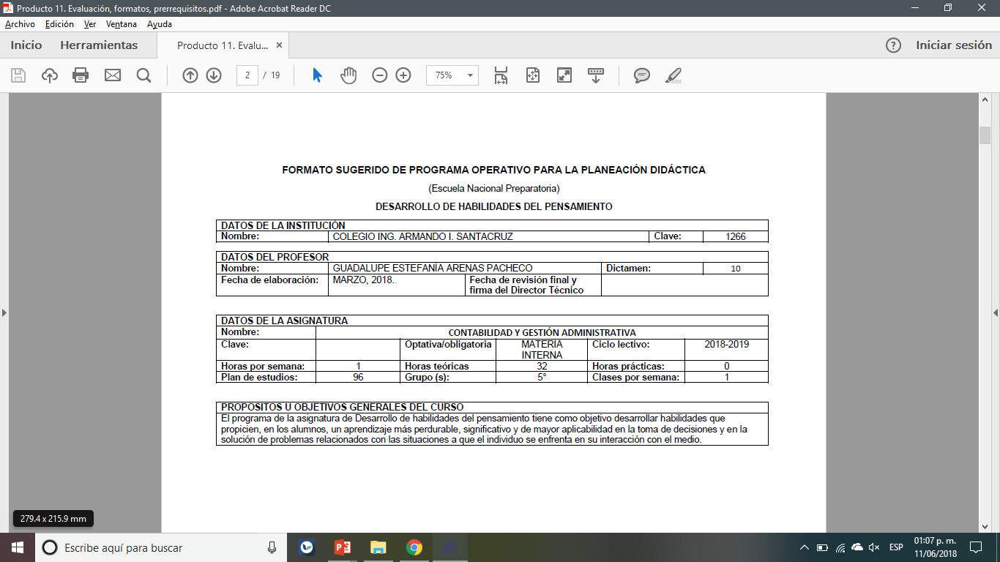 Producto 11. Evaluación, formatos, prerrequisitos.pdf - Adobe Acrobat Reader DC
Archivo Edición Ver Ventana Ayuda
Inicio Herramientas Producto 11. Evalu... × ? Iniciar sesión
2 / 19 75%
FORMATO SUGERIDO DE PROGRAMA OPERATIVO PARA LA PLANEACIÓN DIDÁCTICA
(Escuela Nacional Preparatoria)
DESARROLLO DE HABILIDADES DEL PENSAMIENTO
DATOS DE LA INSTITUCIÓN
Nombre: COLEGIO ING. ARMANDO I. SANTACRUZ Clave: 1266
DATOS DEL PROFESOR
Nombre: GUADALUPE ESTEFANÍA ARENAS PACHECO Dictamen: 10
Fecha de elaboración: MARZO, 2018. Fecha de revisión final y
firma del Director Técnico
DATOS DE LA ASIGNATURA
Nombre: CONTABILIDAD Y GESTIÓN ADMINISTRATIVA
Clave: Optativa/obligatoria MATERIA Ciclo lectivo: 2018-2019
INTERNA
Horas por semana: 1 Horas teóricas 32 Horas prácticas: 0
Plan de estudios: 96 Grupo (s): 5° Clases por semana: 1
PROPOSITOS U OBJETIVOS GENERALES DEL CURSO
El programa de la asignatura de Desarrollo de habilidades del pensamiento tiene como objetivo desarrollar habilidades que
propicien, en los alumnos, un aprendizaje más perdurable, significativo y de mayor aplicabilidad en la toma de decisiones y en la
solución de problemas relacionados con las situaciones a que el individuo se enfrenta en su interacción con el medio.
279.4 x 215.9 mm
Escribe aquí para buscar
ESP
01:07 p. m.
11/06/2018